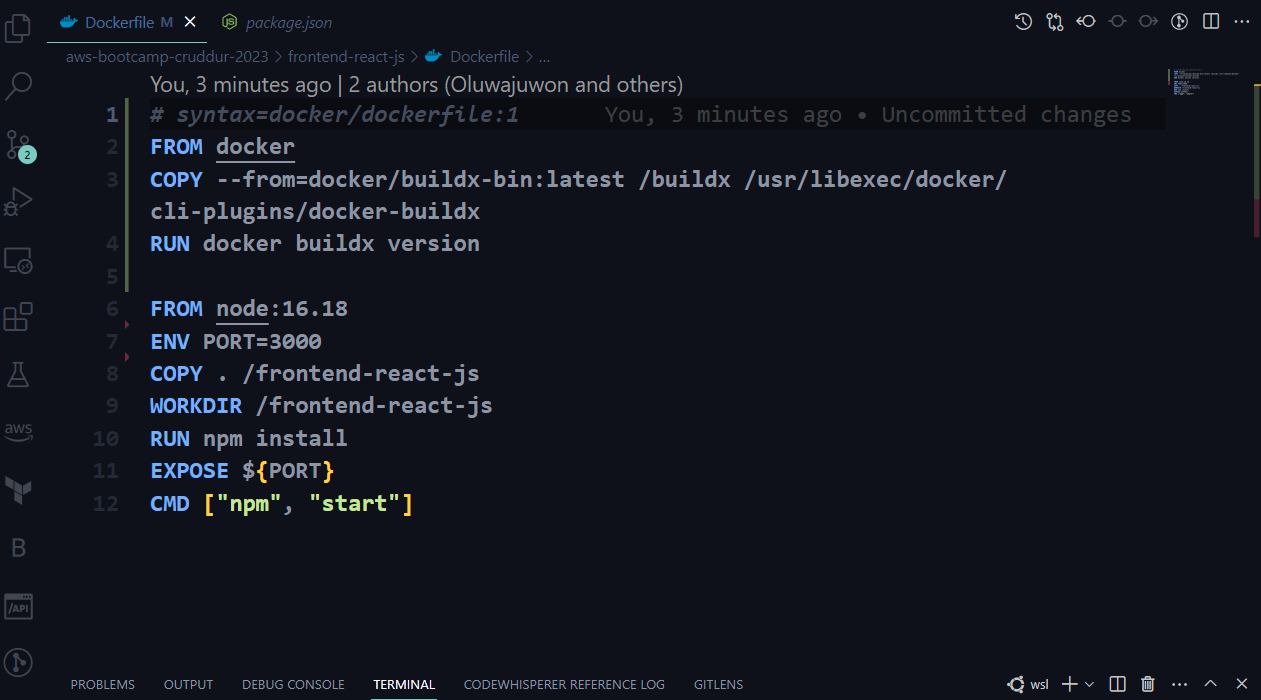 Dockerfile M
package.json
aws-bootcamp-cruddur-2023 > frontend-react-js > Dockerfile > ...
You, 3 minutes ago | 2 authors (Oluwajuwon and others)
1 # syntax=docker/dockerfile:1 You, 3 minutes ago • Uncommitted changes
2 FROM docker
3 COPY --from=docker/buildx-bin:latest /buildx /usr/libexec/docker/
cli-plugins/docker-buildx
4 RUN docker buildx version
5
6 FROM node:16.18
7 ENV PORT=3000
8 COPY . /frontend-react-js
9 WORKDIR /frontend-react-js
10 RUN npm install
11 EXPOSE ${PORT}
12 CMD ["npm", "start"]
2
aws
B
/API
PROBLEMS OUTPUT DEBUG CONSOLE TERMINAL CODEWHISPERER REFERENCE LOG GITLENS wsl